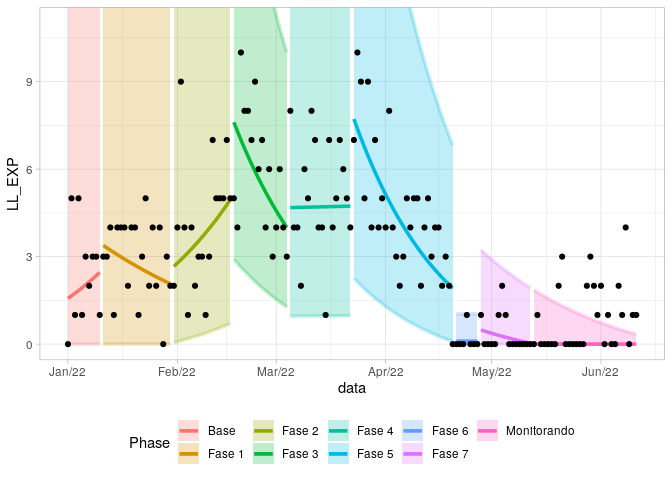 9
6
3
0
LL_EXP
Jan/22 Feb/22 Mar/22 Apr/22 May/22 Jun/22
data
Phase
Base Fase 2 Fase 4 Fase 6 Monitorando
Fase 1 Fase 3 Fase 5 Fase 7